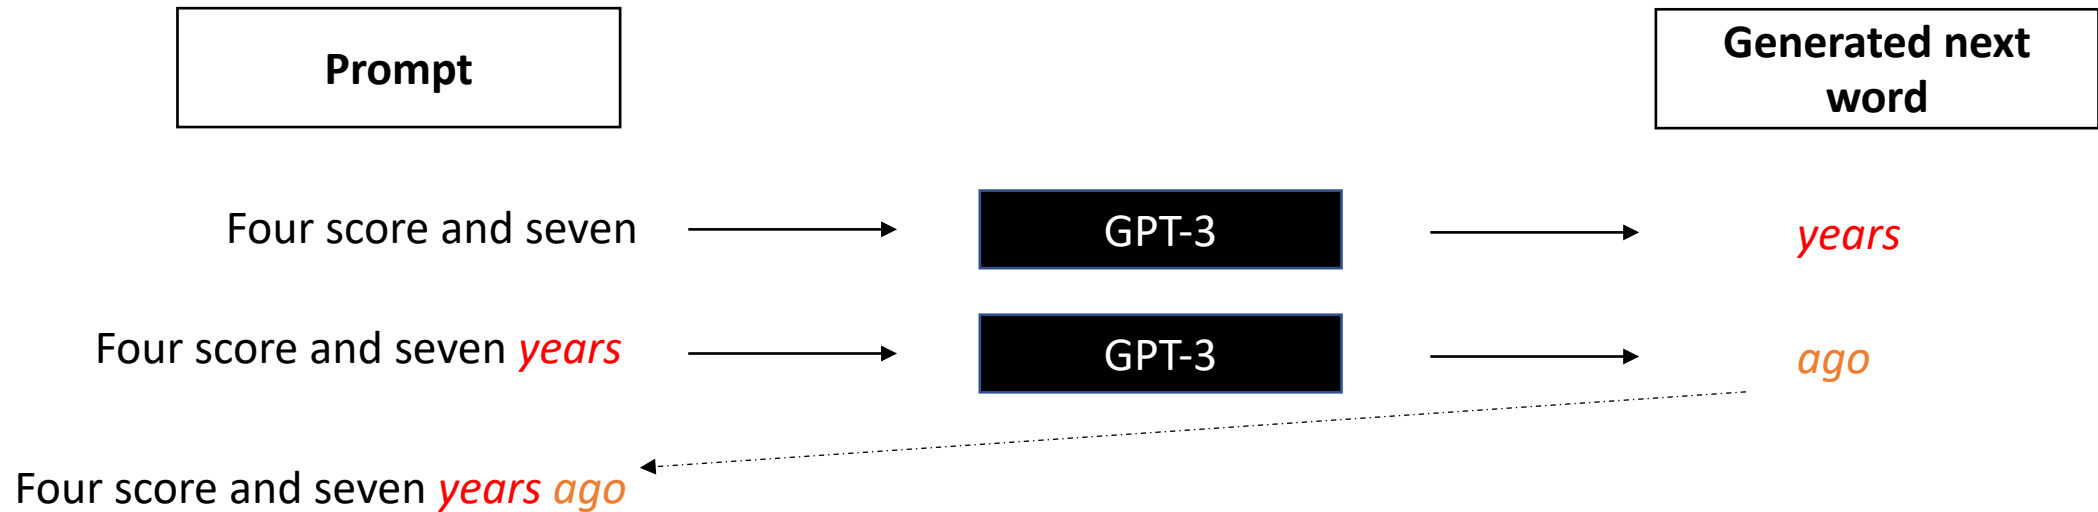 Prompt
Generated next
word
Four score and seven
GPT-3
years
Four score and seven years
GPT-3
ago
Four score and seven years ago